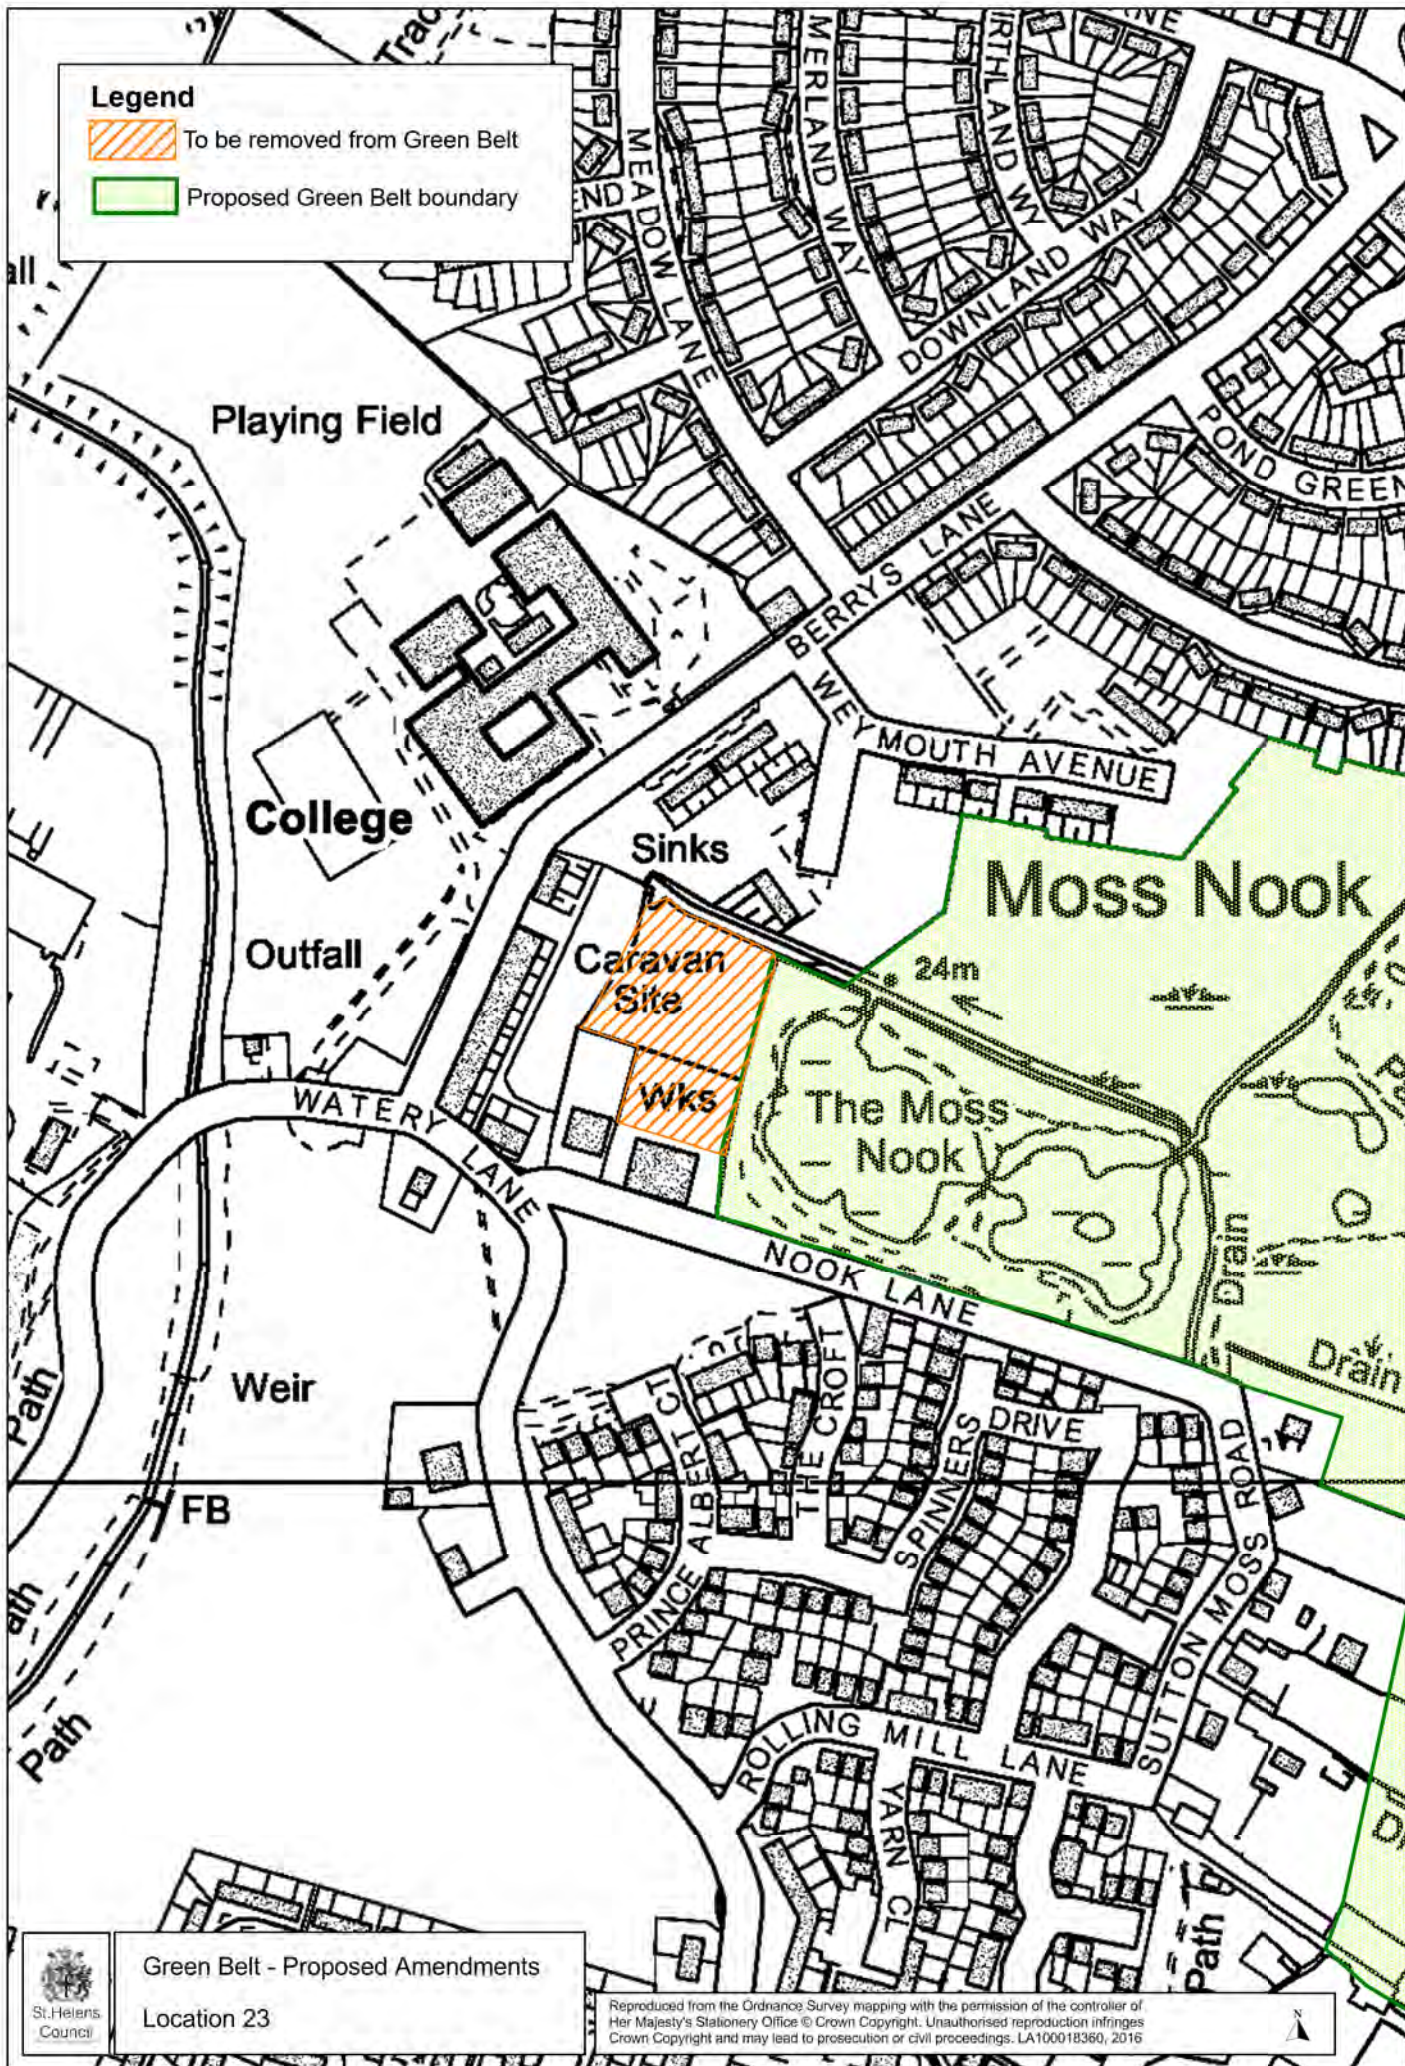 Legend
To be removed from Green Belt
Proposed Green Belt boundary
MEADOW LANE
MERLAND WAY
DOWNLAND WAY
Playing Field
POND GREEN
BERRYS LANE
WEYMOUTH AVENUE
College
Sinks
Moss Nook
Outfall
Caravan
Site
24m
Wks
The Moss
Nook
WATERY LANE
NOOK LANE
Drain
Drain
Weir
Path
PRINCE ALBERT CT
THE CROFT
SPINNERS DRIVE
SUTTON MOSS ROAD
FB
Path
ROLLING MILL LANE
YARN CL
Path
St.Helens
Council
Green Belt - Proposed Amendments
Location 23
Reproduced from the Ordnance Survey mapping with the permission of the controller of
Her Majesty's Stationery Office © Crown Copyright. Unauthorised reproduction infringes
Crown Copyright and may lead to prosecution or civil proceedings. LA100018360, 2016
N